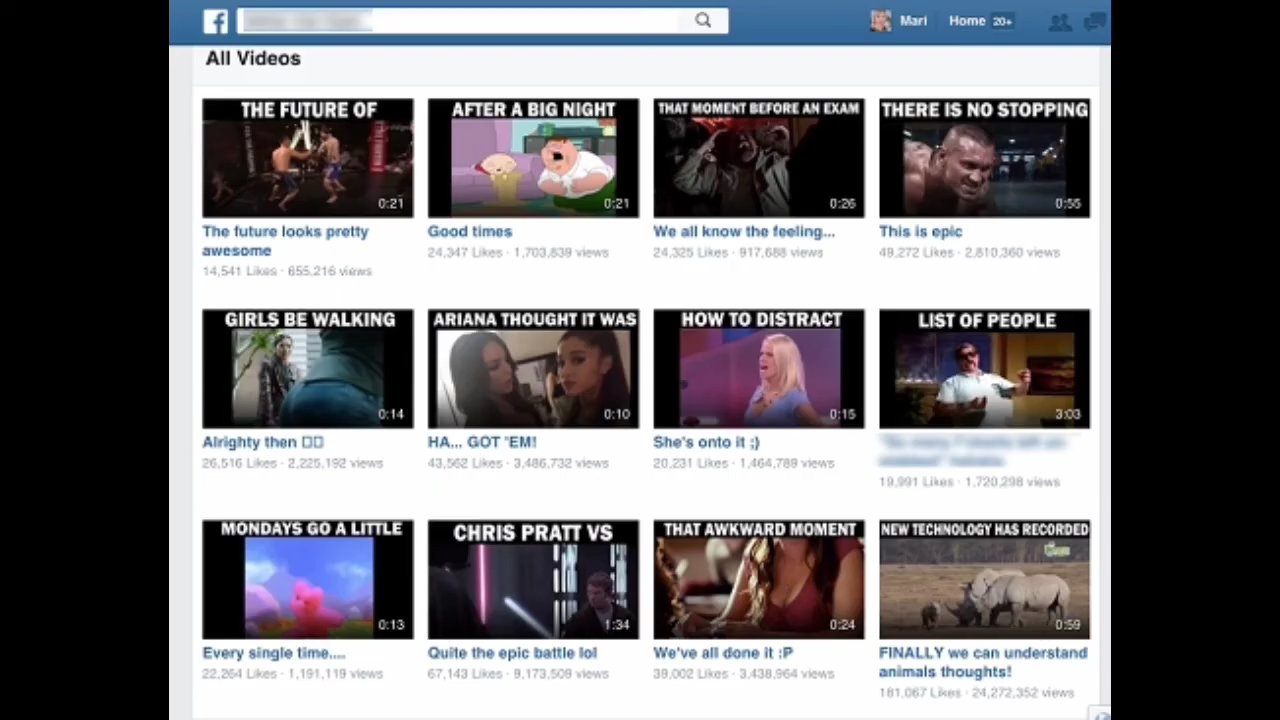 f
Mari
Home 20+
All Videos
THE FUTURE OF
0:21
AFTER A BIG NIGHT
0:21
THAT MOMENT BEFORE AN EXAM
0:26
THERE IS NO STOPPING
0:55
The future looks pretty
awesome
14,541 Likes · 655,216 views
Good times
24,347 Likes · 1,703,839 views
We all know the feeling...
24,325 Likes · 917,688 views
This is epic
49,272 Likes · 2,810,360 views
GIRLS BE WALKING
0:14
ARIANA THOUGHT IT WAS
0:10
HOW TO DISTRACT
0:15
LIST OF PEOPLE
3:03
Alrighty then
26,516 Likes · 2,225,192 views
HA... GOT 'EM!
43,562 Likes · 3,486,732 views
She's onto it ;)
20,231 Likes · 1,464,789 views
19,991 Likes · 1,720,298 views
MONDAYS GO A LITTLE
0:13
CHRIS PRATT VS
1:34
THAT AWKWARD MOMENT
0:24
NEW TECHNOLOGY HAS RECORDED
0:59
Every single time....
22,264 Likes · 1,191,119 views
Quite the epic battle lol
67,143 Likes · 9,173,509 views
We've all done it :P
39,002 Likes · 3,438,964 views
FINALLY we can understand
animals thoughts!
181,067 Likes · 24,272,352 views